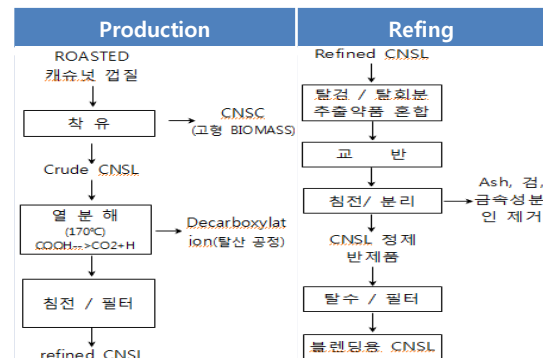 Production
ROASTED
캐슈넛 껍질
착 유
CNSC
(고형 BIOMASS)
Crude CNSL
열 분 해
(170℃)
COOH-->CO2+H
Decarboxylat
ion(탈산 공정)
침전 / 필터
refined CNSL
Refing
Refined CNSL
탈검 / 탈회분
추출약품 혼합
교 반
침전/ 분리
Ash, 검,
금속성분
인 제거
CNSL 정제
반제품
탈수 / 필터
블렌딩용 CNSL